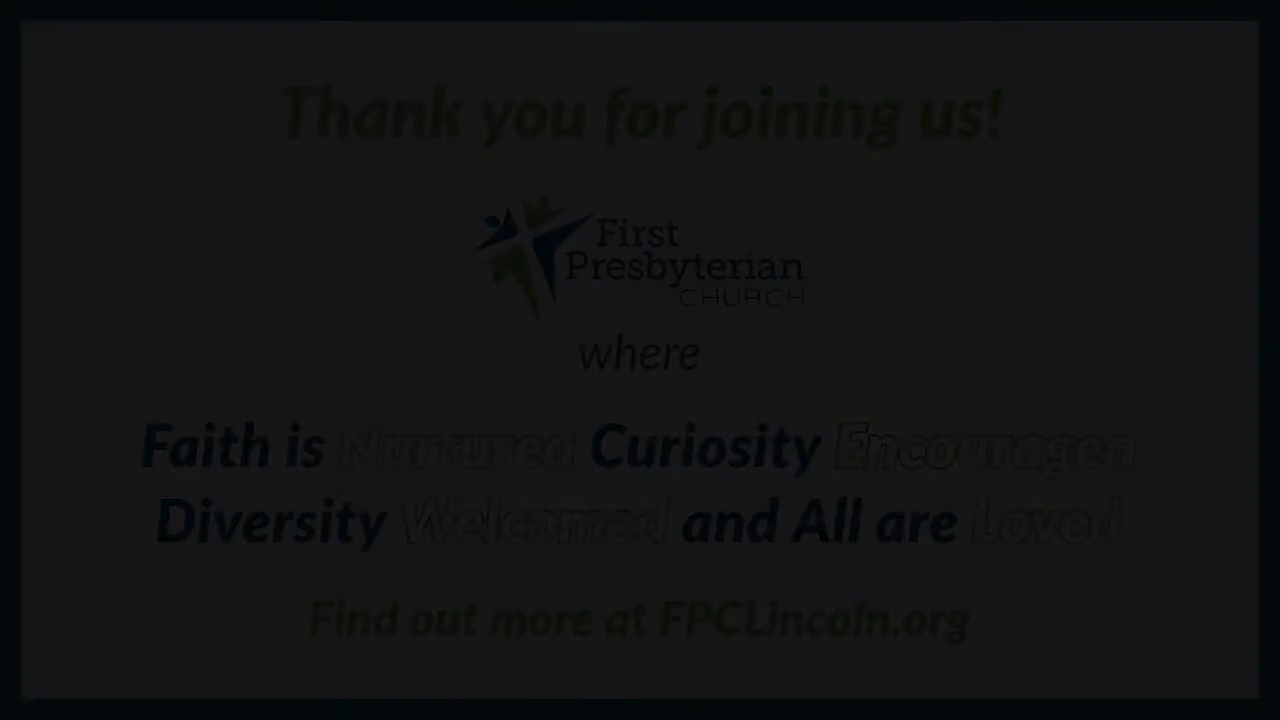 Thank you for joining us!
First
Presbyterian
CHURCH
where
Faith is Nurtured Curiosity Encouraged
Diversity Welcomed and All are Loved
Find out more at FPCLincoln.org